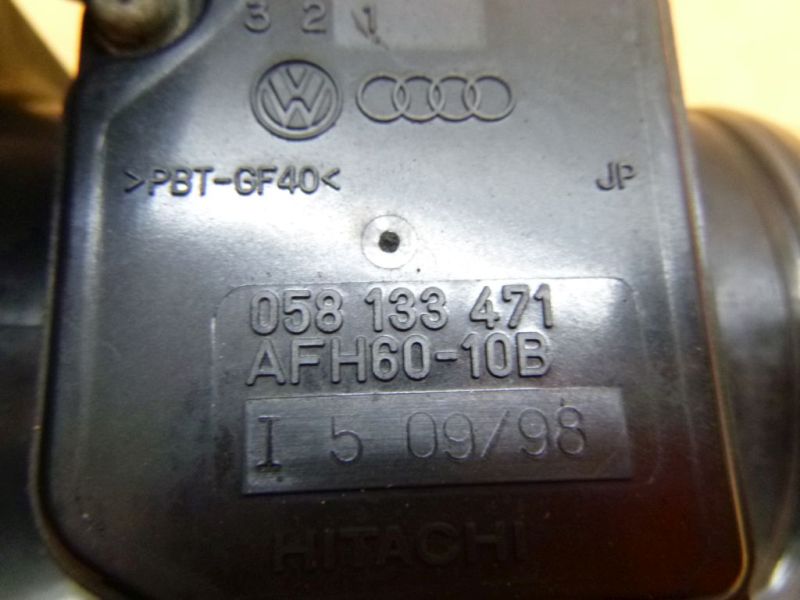 3 2 1
>PBT-GF40< JP
058 133 471
AFH60-10B
I 5 09/98
HITACHI